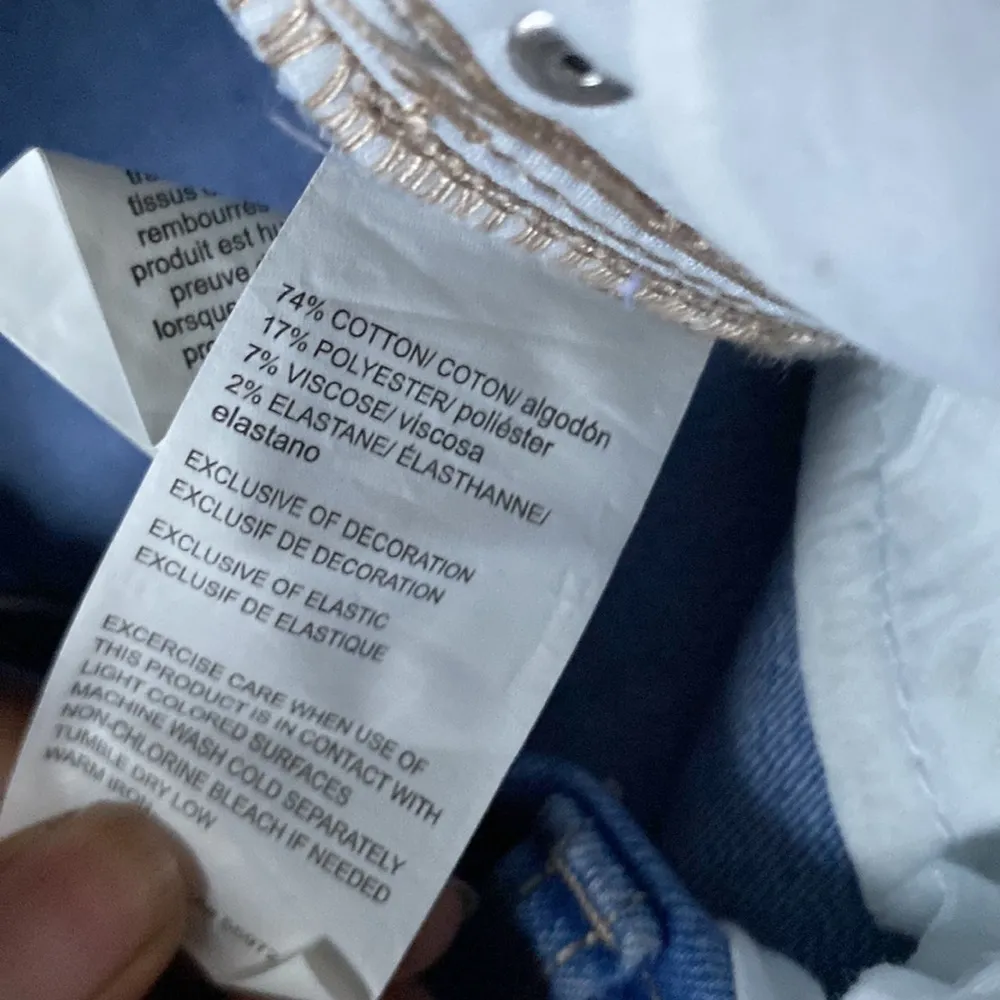 tissus
rembourrés
produit est
preuve
lorsque
74% COTTON/ COTON/ algodón
17% POLYESTER/ poliéster
7% VISCOSE/ viscosa
2% ELASTANE/ ÉLASTHANNE/
elastano
EXCLUSIVE OF DECORATION
EXCLUSIF DE DECORATION
EXCLUSIVE OF ELASTIC
EXCLUSIF DE ELASTIQUE
EXCERCISE CARE WHEN USE OF
THIS PRODUCT IS IN CONTACT WITH
LIGHT COLORED SURFACES
MACHINE WASH COLD SEPARATELY
NON-CHLORINE BLEACH IF NEEDED
TUMBLE DRY LOW
WARM IRON